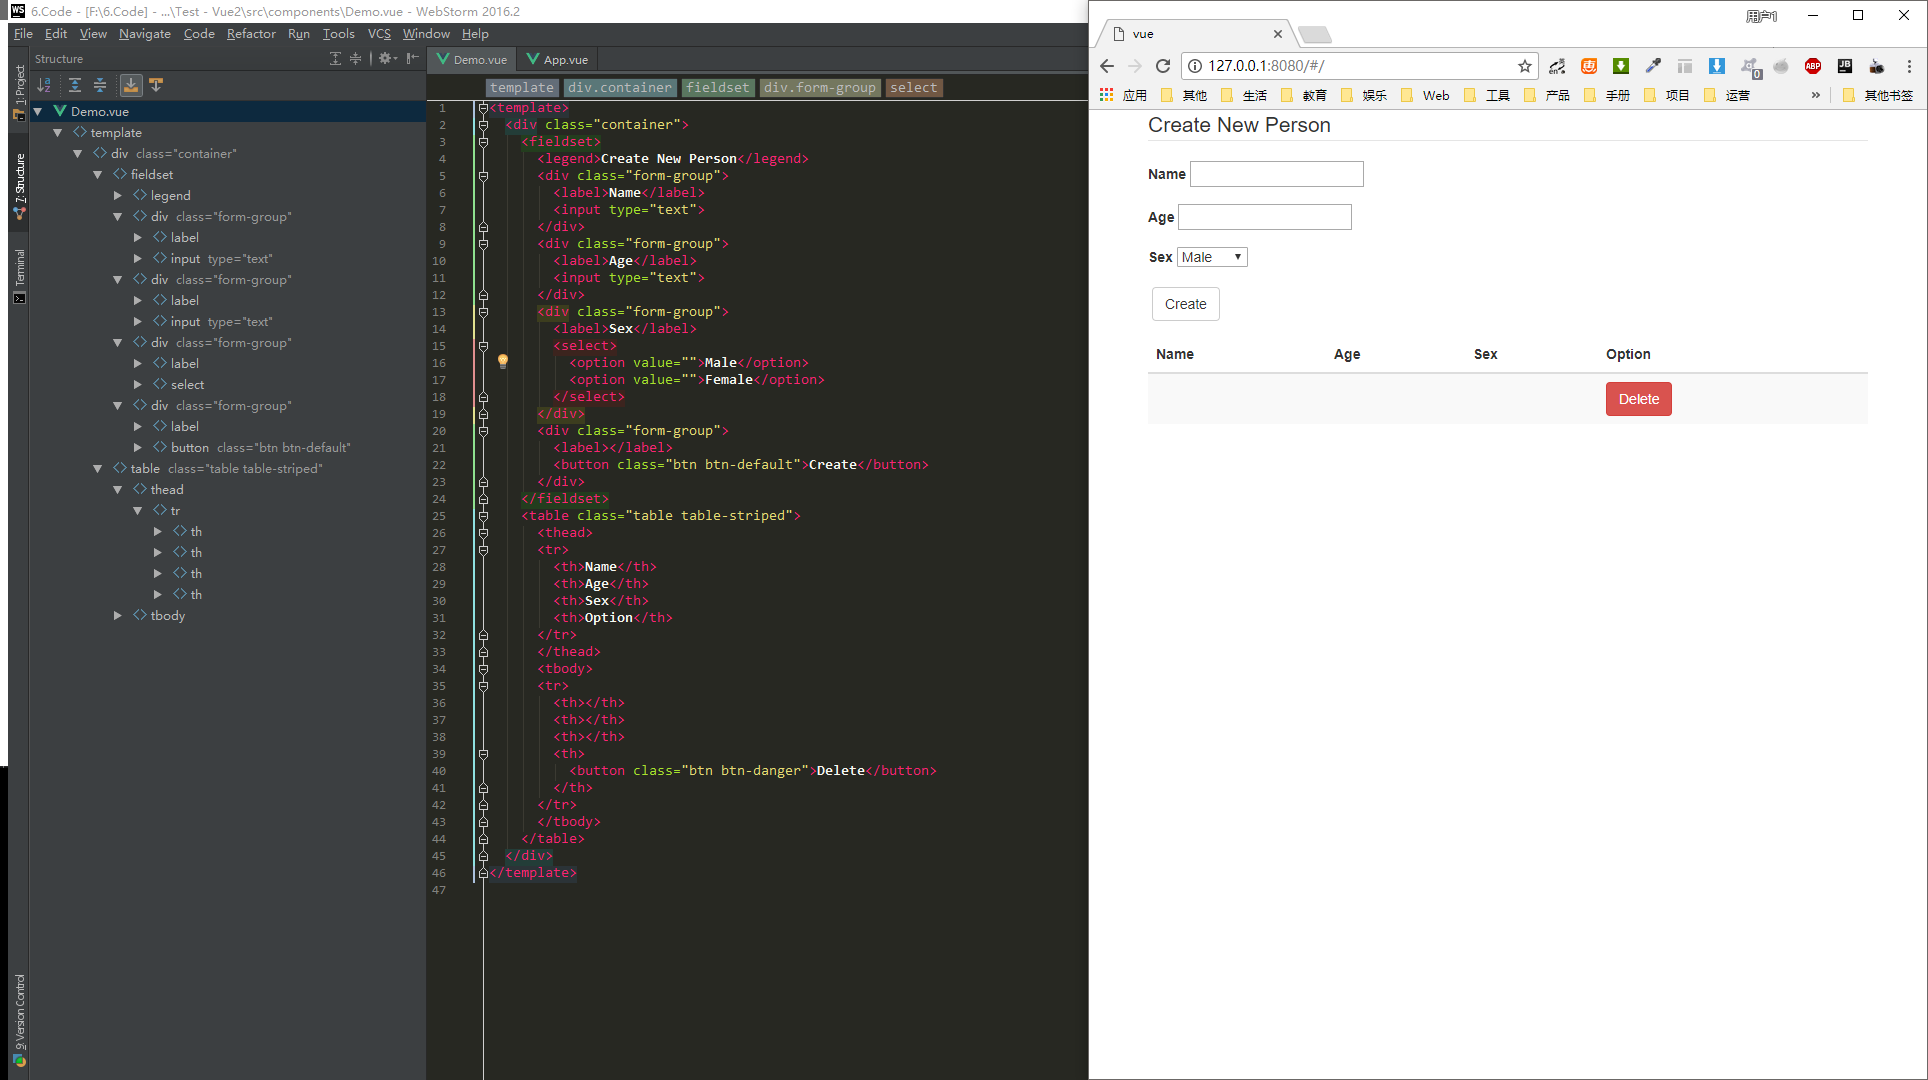 WS 6.Code - [F:\6.Code] - ...\Test - Vue2\src\components\Demo.vue - WebStorm 2016.2
File Edit View Navigate Code Refactor Run Tools VCS Window Help
1: Project
7: Structure
Terminal
9: Version Control
Structure
Demo.vue
template
div class="container"
fieldset
legend
div class="form-group"
label
input type="text"
div class="form-group"
label
input type="text"
div class="form-group"
label
select
div class="form-group"
label
button class="btn btn-default"
table class="table table-striped"
thead
tr
th
th
th
th
tbody
Demo.vue App.vue
template div.container fieldset div.form-group select
1 <template>
2 <div class="container">
3 <fieldset>
4 <legend>Create New Person</legend>
5 <div class="form-group">
6 <label>Name</label>
7 <input type="text">
8 </div>
9 <div class="form-group">
10 <label>Age</label>
11 <input type="text">
12 </div>
13 <div class="form-group">
14 <label>Sex</label>
15 <select>
16 <option value="">Male</option>
17 <option value="">Female</option>
18 </select>
19 </div>
20 <div class="form-group">
21 <label></label>
22 <button class="btn btn-default">Create</button>
23 </div>
24 </fieldset>
25 <table class="table table-striped">
26 <thead>
27 <tr>
28 <th>Name</th>
29 <th>Age</th>
30 <th>Sex</th>
31 <th>Option</th>
32 </tr>
33 </thead>
34 <tbody>
35 <tr>
36 <th></th>
37 <th></th>
38 <th></th>
39 <th>
40 <button class="btn btn-danger">Delete</button>
41 </th>
42 </tr>
43 </tbody>
44 </table>
45 </div>
46 </template>
47
用户1
vue
127.0.0.1:8080/#/
0 ABP JB
应用 其他 生活 教育 娱乐 Web 工具 产品 手册 项目 运营 » 其他书签
Create New Person
Name
Age
Sex Male
Create
Name Age Sex Option
Delete